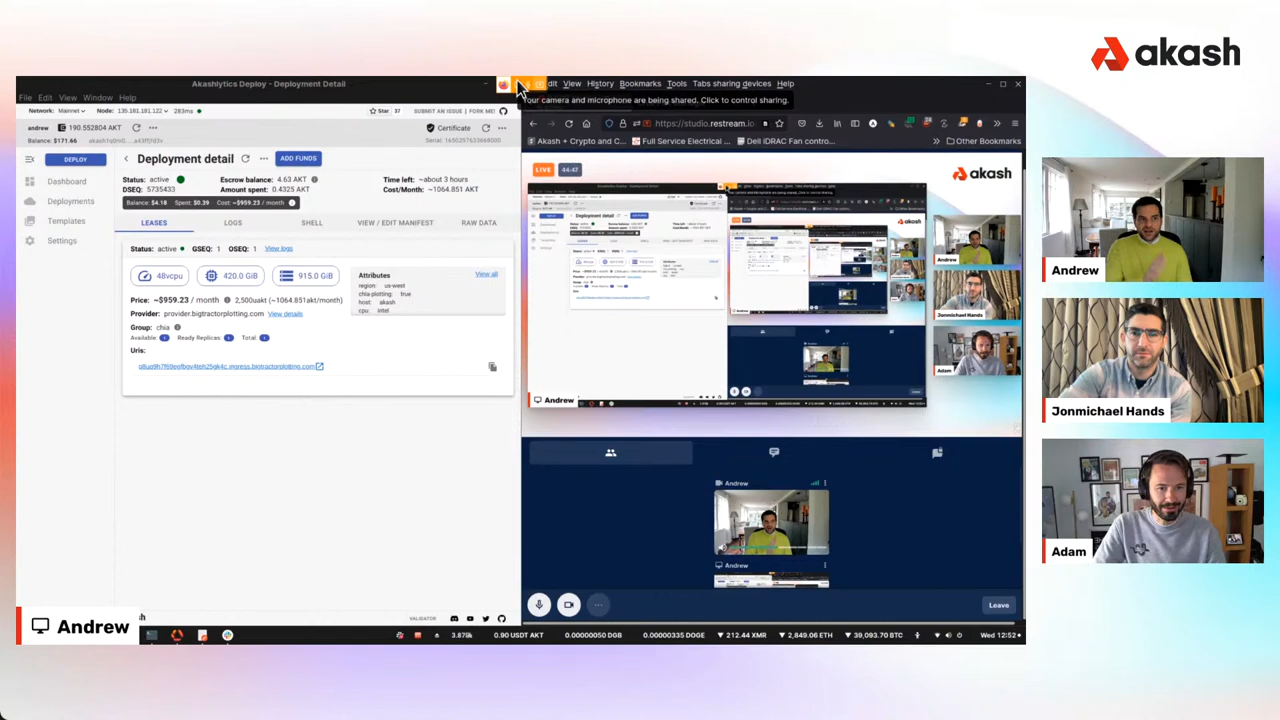 akash
Akashlytics Deploy - Deployment Detail
File Edit View Window Help
Network: Mainnet Node: 135.181.181.122 283ms
Star 37
SUBMIT AN ISSUE | FORK ME!
andrew
190.552804 AKT
Balance: $171.66
Certificate
DEPLOY
Dashboard
Deployments
Templates
Settings
Deployment detail
ADD FUNDS
Status: active
Escrow balance: 4.63 AKT
Time left: ~about 3 hours
DSEQ: 5735433
Amount spent: 0.4325 AKT
Cost/Month: ~1064.851 AKT
Balance: $4.18 Spent: $0.39 Cost: ~$959.23 / month
LEASES
LOGS
SHELL
VIEW / EDIT MANIFEST
RAW DATA
Status: active GSEQ: 1 OSEQ: 1 View logs
48vcpu
420.0 GiB
915.0 GiB
Attributes
View all
region: us-west
chia-plotting: true
host: akash
cpu: intel
Price: ~$959.23 / month 2,500uakt (~1064.851akt/month)
Provider: provider.bigtractorplotting.com View details
Group: chia
Available: 1 Ready Replicas: 1 Total: 1
Uris:
VALIGATOR
Edit View History Bookmarks Tools Tabs sharing devices Help
Your camera and microphone are being shared. Click to control sharing.
https://studio.restream.io
Akash + Crypto and C...
Full Service Electrical ...
Dell iDRAC Fan contro...
Other Bookmarks
LIVE 44:47
akash
Andrew
Jonmichael Hands
Adam
Andrew
Andrew
Andrew
Leave
3.875k 0.90 USDT AKT 0.00000050 DGB 0.00000335 DOGE 212.44 XMR 2,849.06 ETH 39,093.70 BTC Wed 12:52
Andrew
Andrew
Jonmichael Hands
Adam